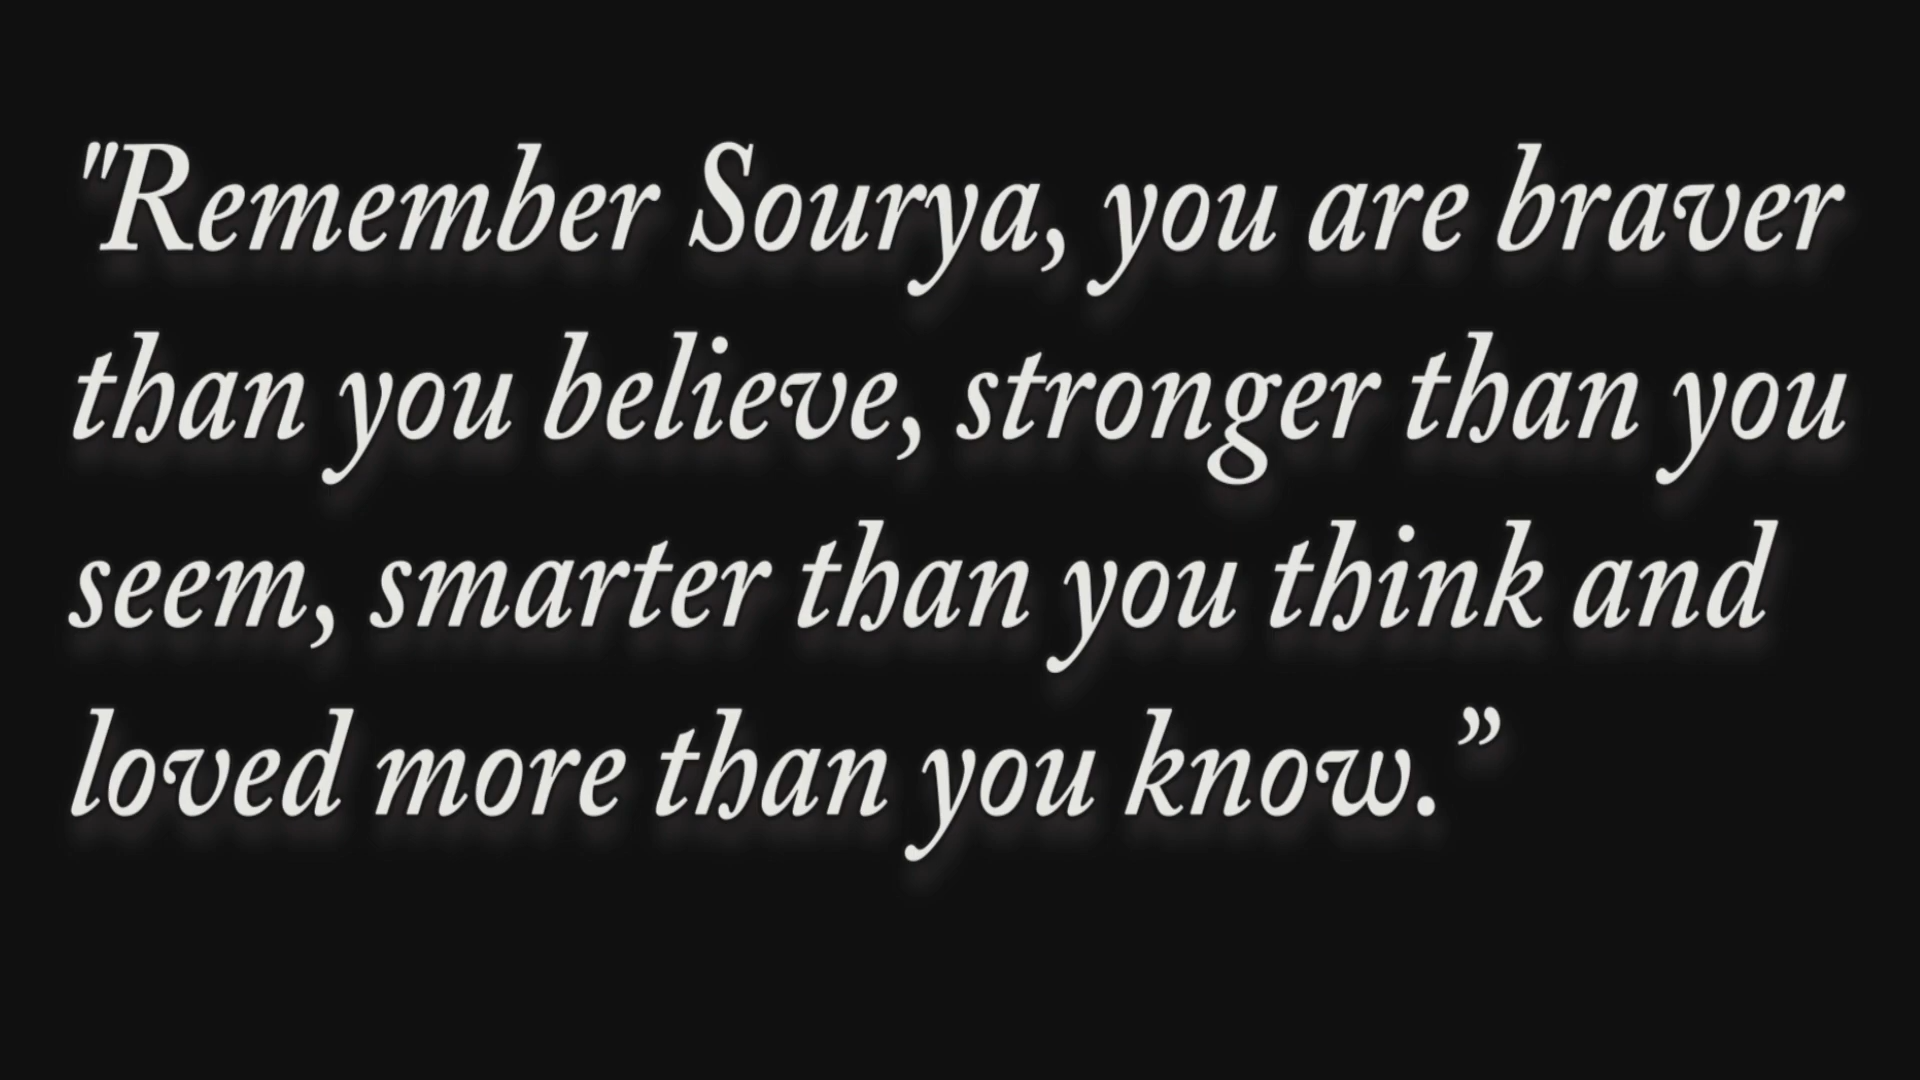 "Remember Sourya, you are braver
than you believe, stronger than you
seem, smarter than you think and
loved more than you know.”